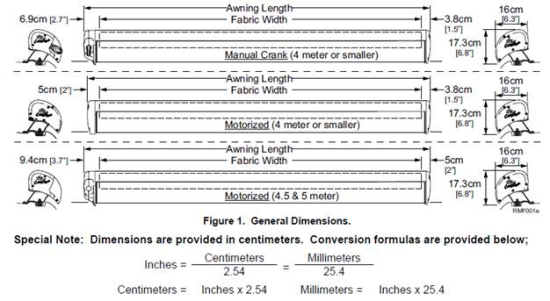 Awning Length
Fabric Width
6.9cm [2.7"]
3.8cm
[1.5"]
16cm
[6.3"]
17.3cm
[6.8"]
Manual Crank (4 meter or smaller)
Awning Length
Fabric Width
5cm [2"]
3.8cm
[1.5"]
16cm
[6.3"]
17.3cm
[6.8"]
Motorized (4 meter or smaller)
Awning Length
Fabric Width
9.4cm [3.7"]
5cm
[2"]
16cm
[6.3"]
17.3cm
[6.8"]
Motorized (4.5 & 5 meter)
RMF001e
Figure 1. General Dimensions.
Special Note: Dimensions are provided in centimeters. Conversion formulas are provided below;
Inches = Centimeters / 2.54 = Millimeters / 25.4
Centimeters = Inches x 2.54 Millimeters = Inches x 25.4